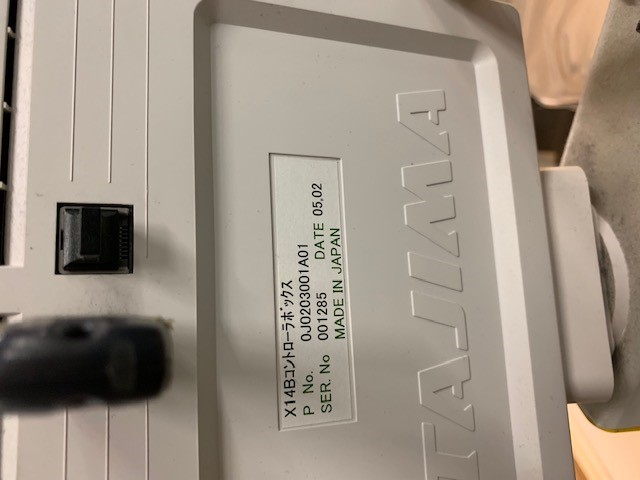 X14Bコントローラボックス
P No. 0J0203001A01
SER. No 001285 DATE 05,02
MADE IN JAPAN
TAJIMA